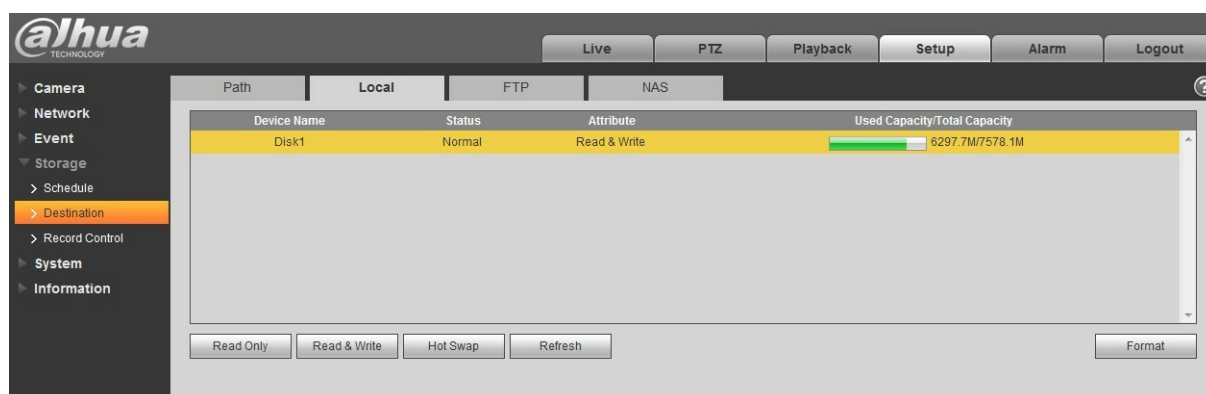 alhua
TECHNOLOGY
Live PTZ Playback Setup Alarm Logout
Camera
Network
Event
Storage
Schedule
Destination
Record Control
System
Information
Path Local FTP NAS
Device Name Status Attribute Used Capacity/Total Capacity
Disk1 Normal Read & Write 6297.7M/7578.1M
Read Only Read & Write Hot Swap Refresh Format